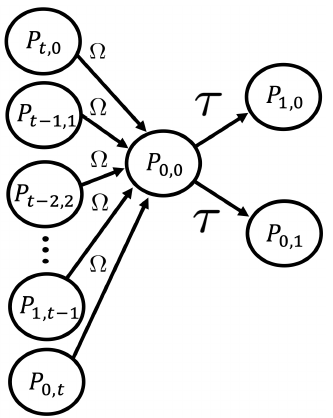 P_{t,0}
Ω
P_{t-1,1}
Ω
τ
P_{1,0}
Ω
P_{0,0}
P_{t-2,2}
Ω
τ
P_{0,1}
Ω
P_{1,t-1}
P_{0,t}